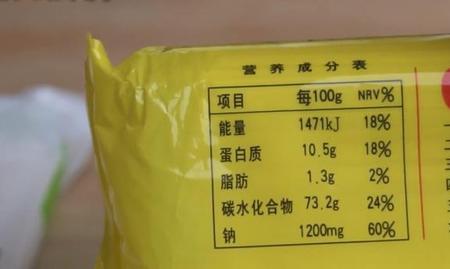 营养成分表
项目 每100g NRV%
能量 1471kJ 18%
蛋白质 10.5g 18%
脂肪 1.3g 2%
碳水化合物 73.2g 24%
钠 1200mg 60%